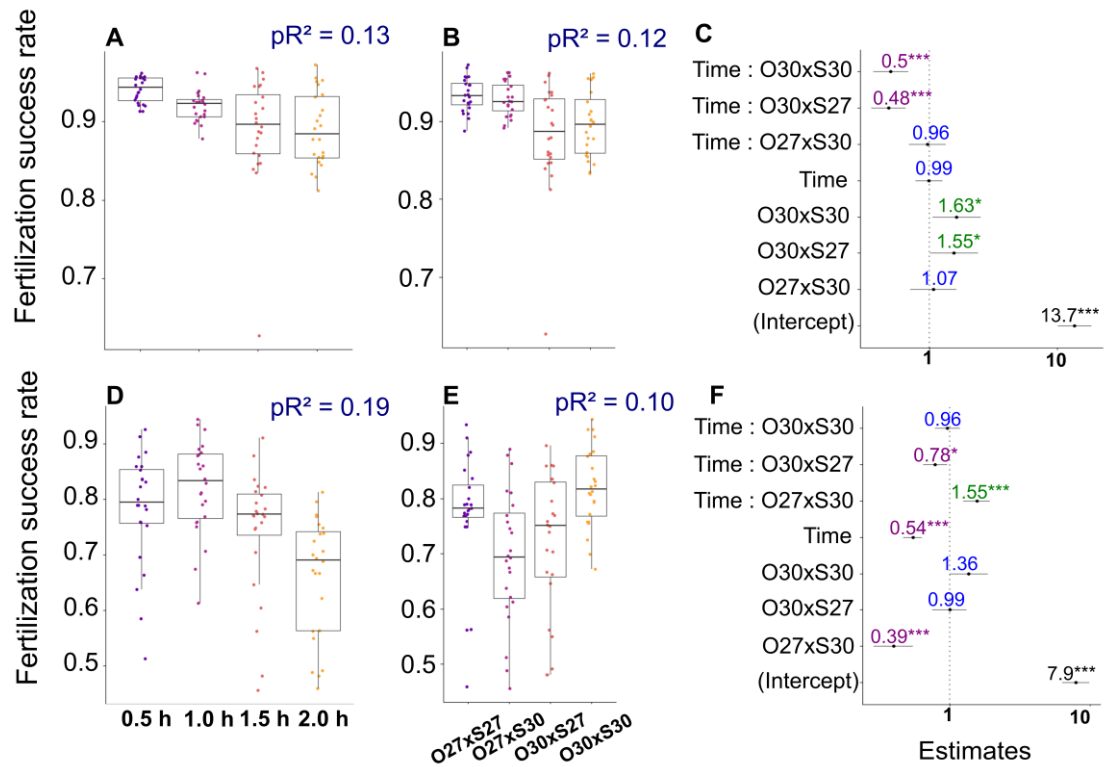 A
pR² = 0.13
Fertilization success rate
0.9
0.8
0.7
B
pR² = 0.12
0.9
0.8
0.7
C
Time : O30xS30
0.5***
Time : O30xS27
0.48***
Time : O27xS30
0.96
Time
0.99
O30xS30
1.63*
O30xS27
1.55*
O27xS30
1.07
(Intercept)
13.7***
1
10
D
pR² = 0.19
Fertilization success rate
0.9
0.8
0.7
0.6
0.5
0.5 h
1.0 h
1.5 h
2.0 h
E
pR² = 0.10
0.9
0.8
0.7
0.6
0.5
O27xS27
O27xS30
O30xS27
O30xS30
F
Time : O30xS30
0.96
Time : O30xS27
0.78*
Time : O27xS30
1.55***
Time
0.54***
O30xS30
1.36
O30xS27
0.99
O27xS30
0.39***
(Intercept)
7.9***
1
10
Estimates